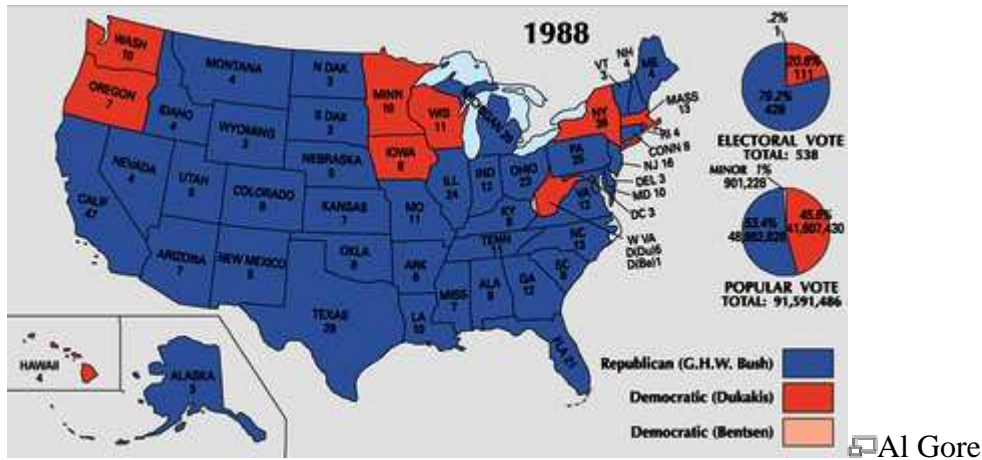 1988
WASH
10
OREGON
7
CALIF
47
NEVADA
4
IDAHO
4
MONTANA
4
WYOMING
3
UTAH
5
COLORADO
8
ARIZONA
7
NEW MEXICO
5
N DAK
3
S DAK
3
NEBRASKA
5
KANSAS
7
OKLA
8
TEXAS
29
MINN
10
IOWA
8
MO
11
ARK
6
LA
10
WIS
11
ILL
24
MICHIGAN 20
IND
12
OHIO
23
KY
9
TENN
11
MISS
7
ALA
9
GA
12
FLA 21
SC
8
NC
13
VA
12
PA
25
NY
36
VT
3
NH
4
ME
4
MASS
13
RI 4
CONN 8
NJ 16
DEL 3
MD 10
DC 3
W VA
D(Du)5
D(Be)1
HAWAII
4
ALASKA
3
.2%
1
20.6%
111
79.2%
426
ELECTORAL VOTE
TOTAL: 538
MINOR 1%
901,228
53.4%
45.6%
41,807,430
POPULAR VOTE
TOTAL: 91,591,486
Republican (G.H.W. Bush)
Democratic (Dukakis)
Democratic (Bentsen)
Al Gore